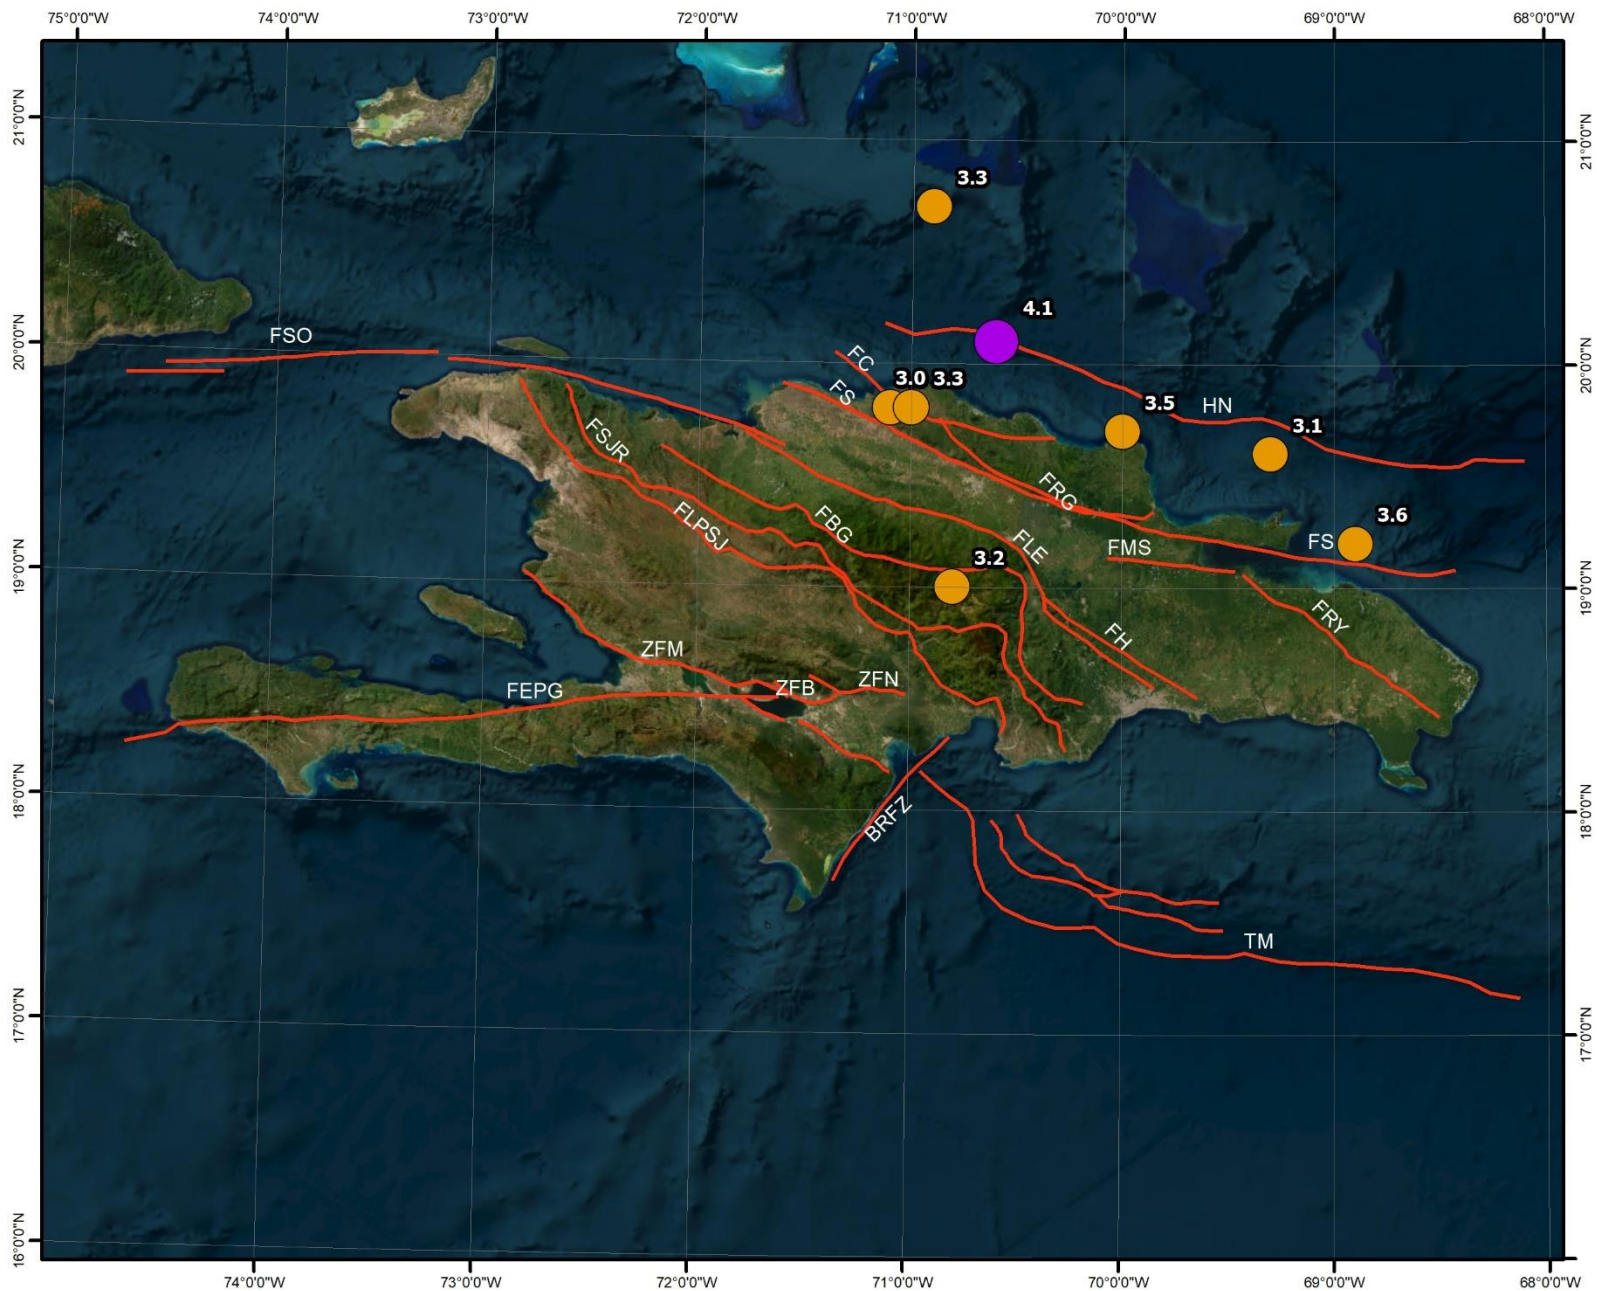 75°0'0"W 74°0'0"W 73°0'0"W 72°0'0"W 71°0'0"W 70°0'0"W 69°0'0"W 68°0'0"W
21°0'0"N
21°0'0"N
3.3
4.1
FSO
20°0'0"N
20°0'0"N
FC
3.0 3.3
FS
3.5
HN
3.1
FSJR
FRG
FLPSJ
FBG
3.6
FLE
FMS
FS
3.2
19°0'0"N
19°0'0"N
FRY
FH
ZFM
FEPG
ZFB
ZFN
18°0'0"N
18°0'0"N
BRFZ
TM
17°0'0"N
17°0'0"N
16°0'0"N
74°0'0"W 73°0'0"W 72°0'0"W 71°0'0"W 70°0'0"W 69°0'0"W 68°0'0"W